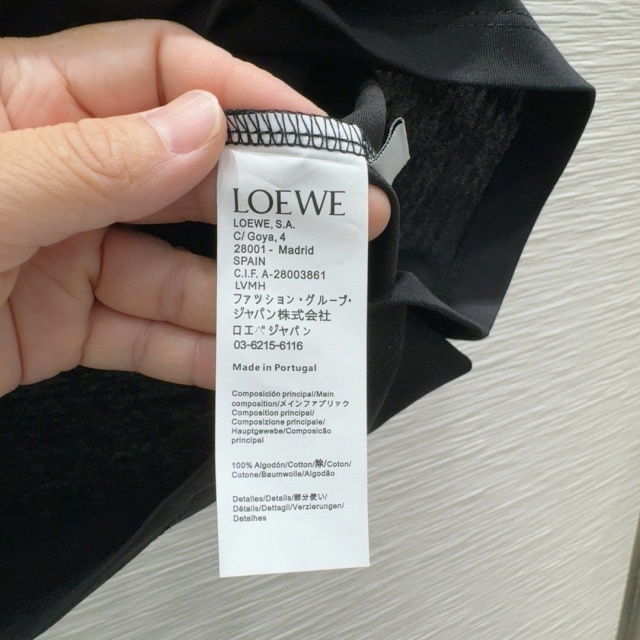 LOEWE
LOEWE, S.A.
C/ Goya, 4
28001 - Madrid
SPAIN
C.I.F. A-28003861
LVMH
ファツション・グループ・
ジャパン株式会社
ロエベジャパン
03-6215-6116
Made in Portugal
Composición principal/Main
composition/メインファブリック
Composition principal/
Composizione principale/
Hauptgewebe/Composicão
principal
100% Algodón/Cotton/除/Coton/
Cotone/Baumwolle/Algodão
Detalles/Details/部分使い/
Détails/Dettagli/Verzierungen/
Detalhes